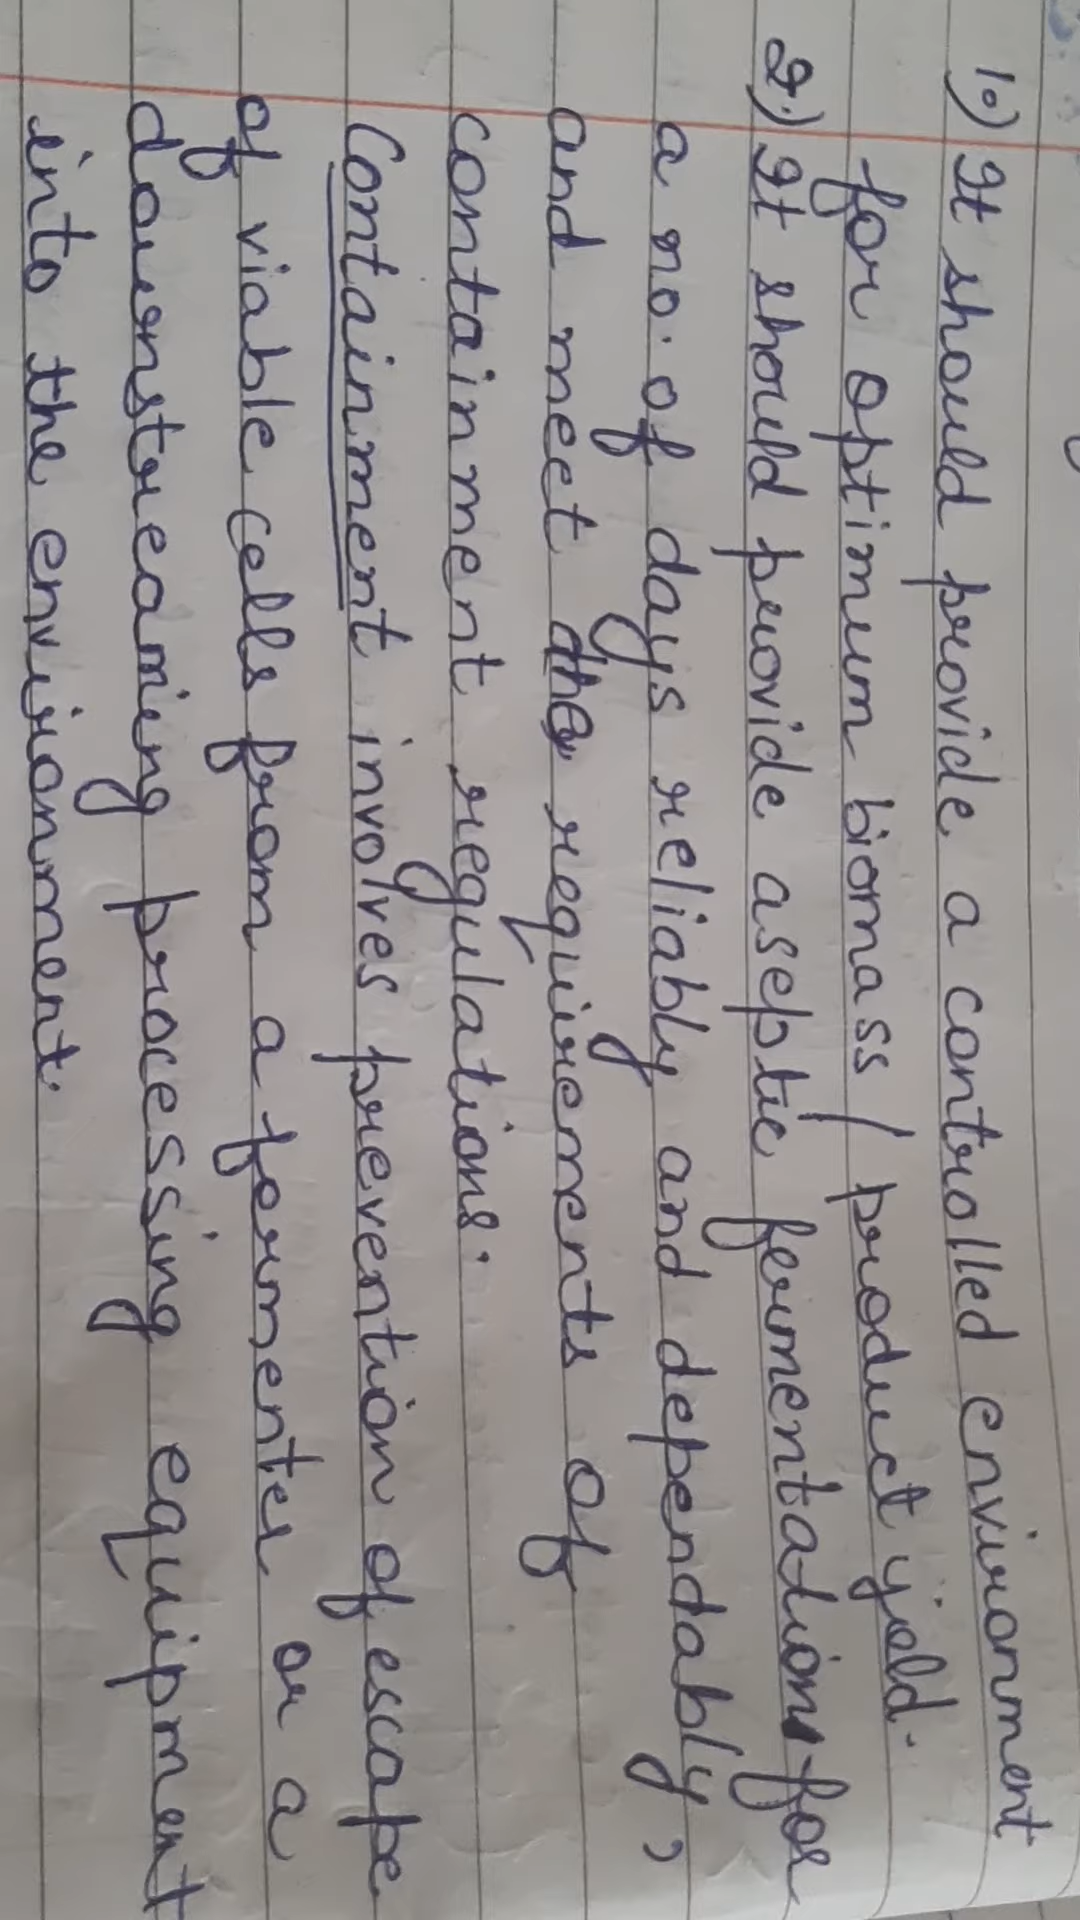 1.) It should provide a controlled environment
for optimum biomass / product yield.
2.) It should provide aseptic fermentation for
a no. of days reliably and dependably,
and meet the requirements of
containment regulations.
Containment involves prevention of escape
of viable cells from a fermenter or a
downstreaming processing equipment
into the environment.